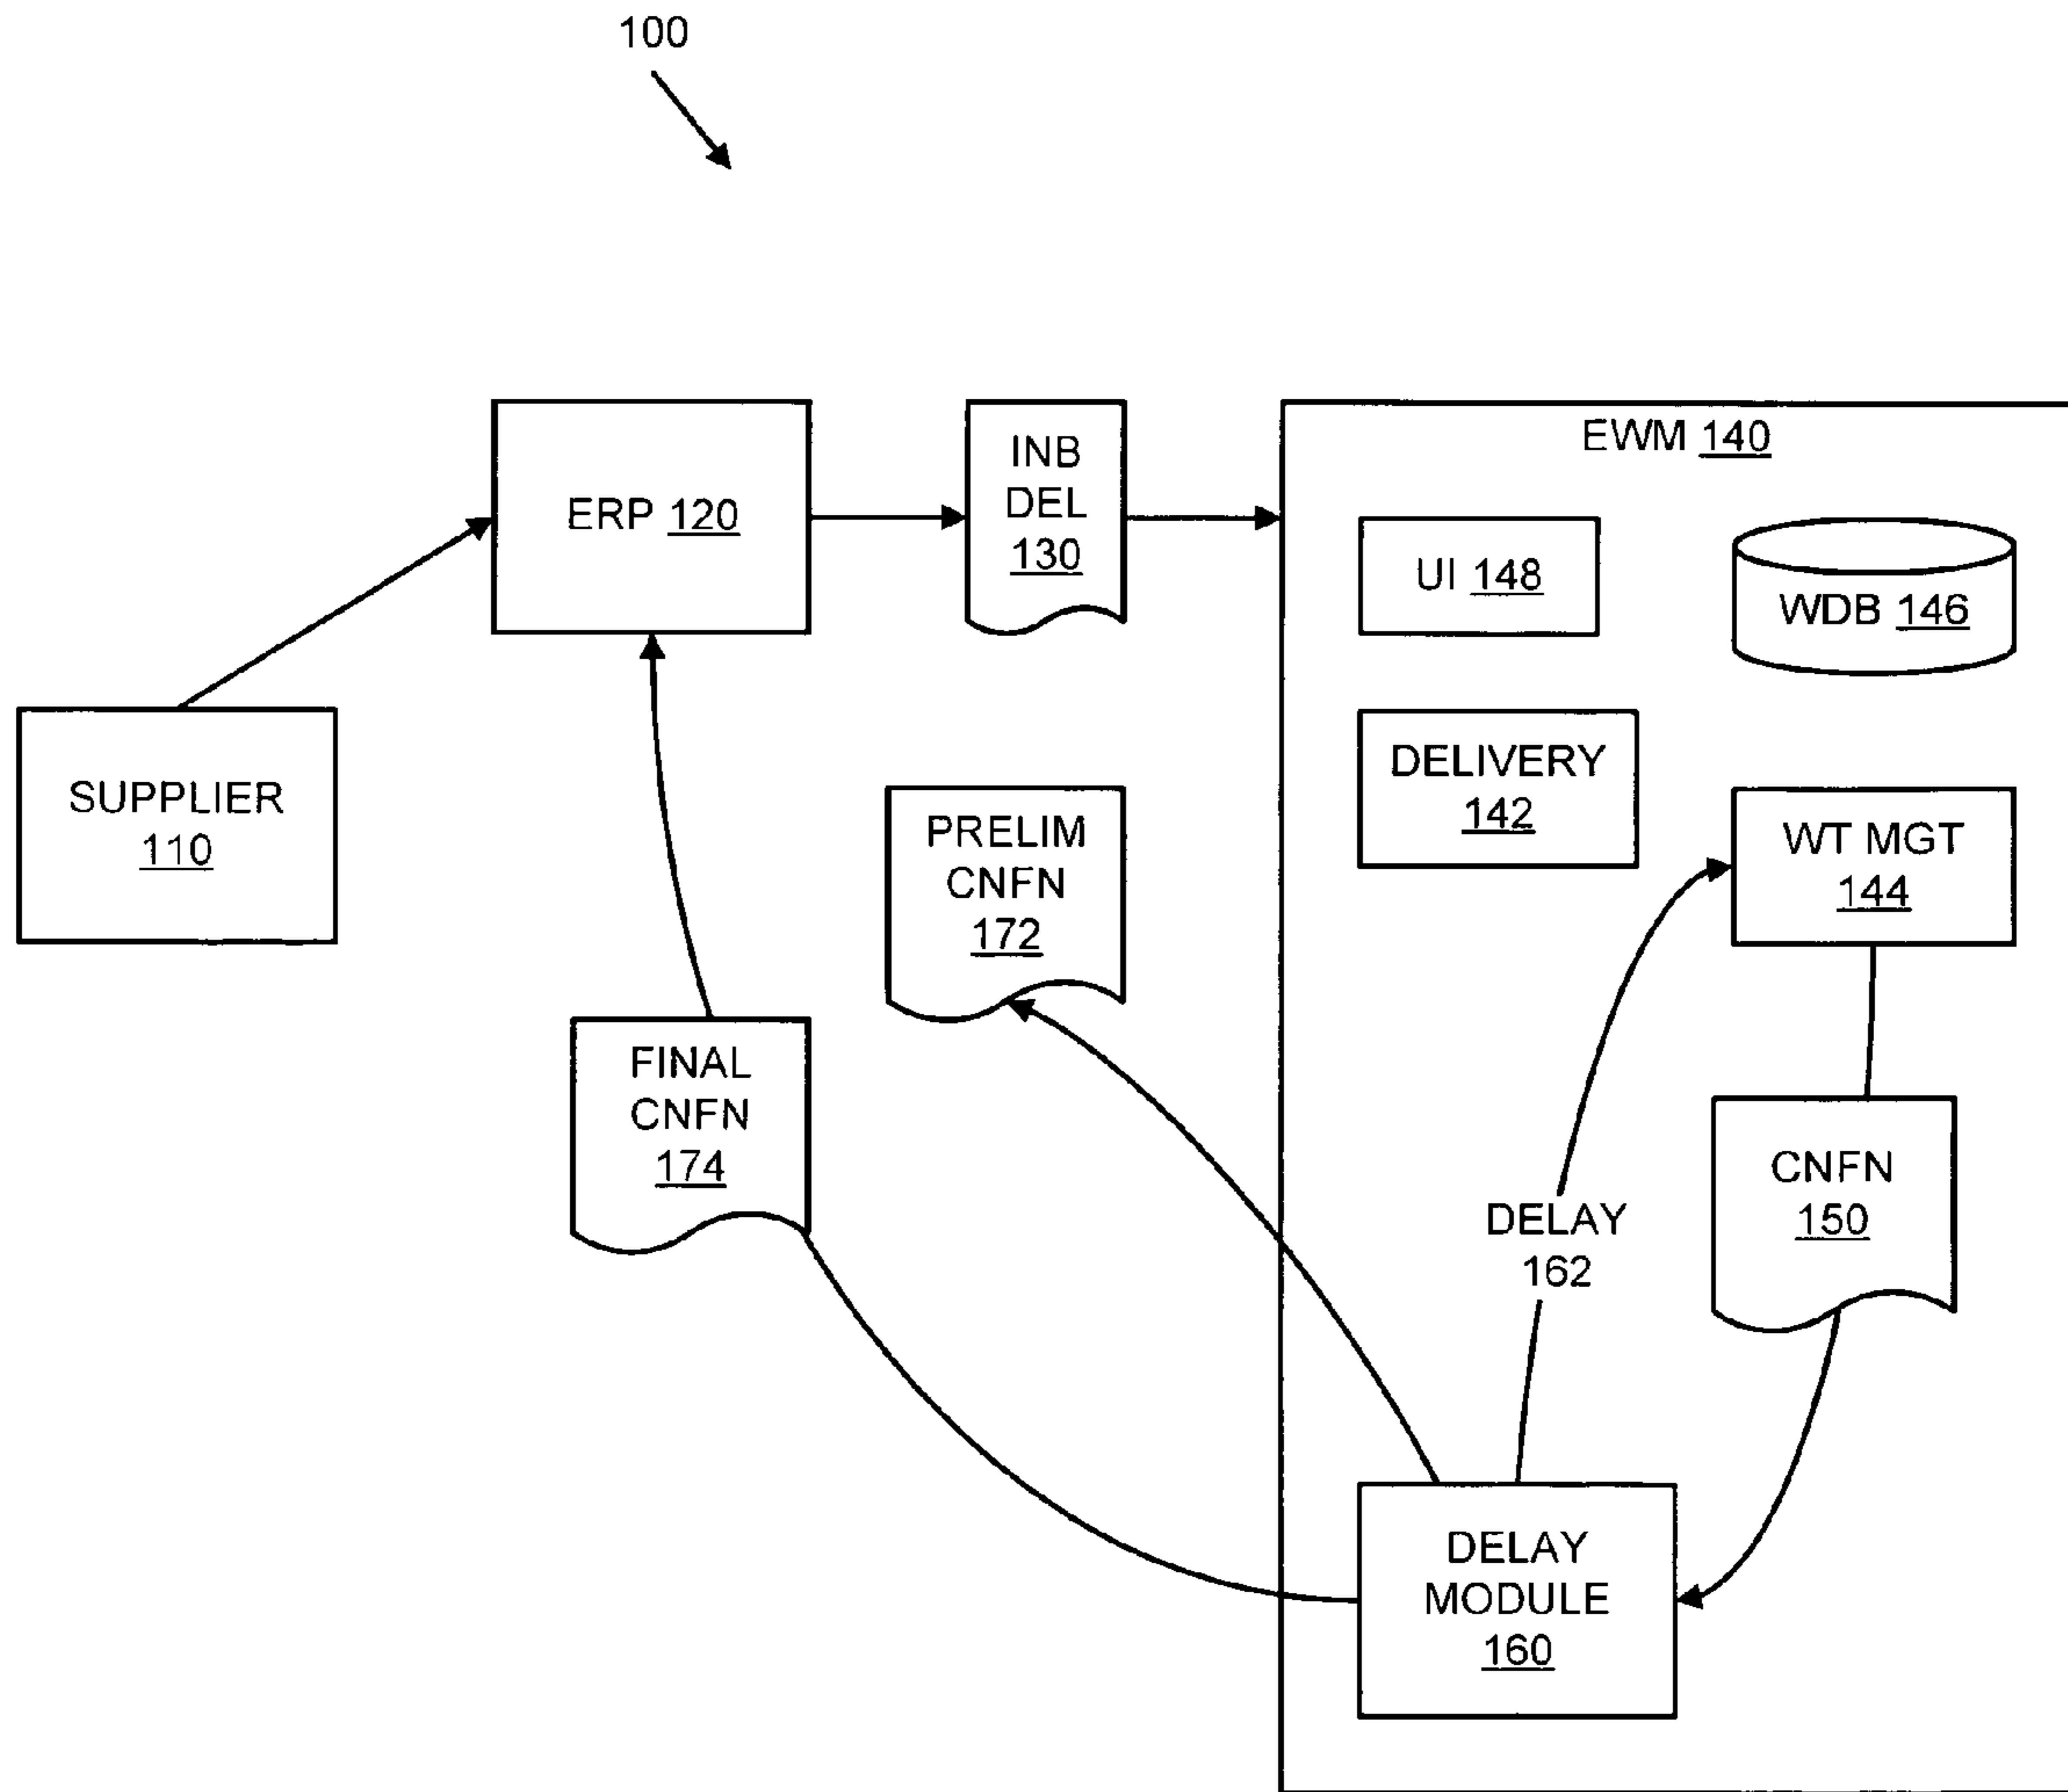 100
EWM 140
INB
DEL
130
ERP 120
UI 148
WDB 146
SUPPLIER
110
DELIVERY
142
PRELIM
CNFN
172
WT MGT
144
FINAL
CNFN
174
CNFN
150
DELAY
162
DELAY
MODULE
160